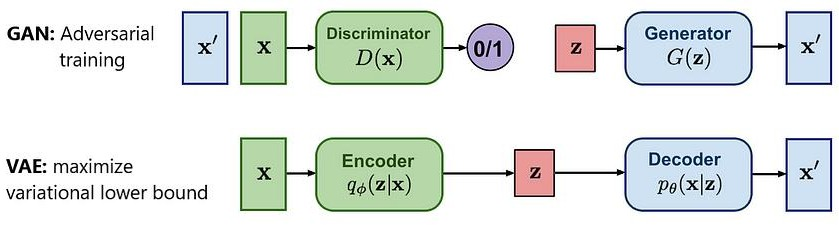 GAN: Adversarial
training
x′
x
Discriminator
D(x)
0/1
z
Generator
G(z)
x′
VAE: maximize
variational lower bound
x
Encoder
qϕ(z|x)
z
Decoder
pθ(x|z)
x′